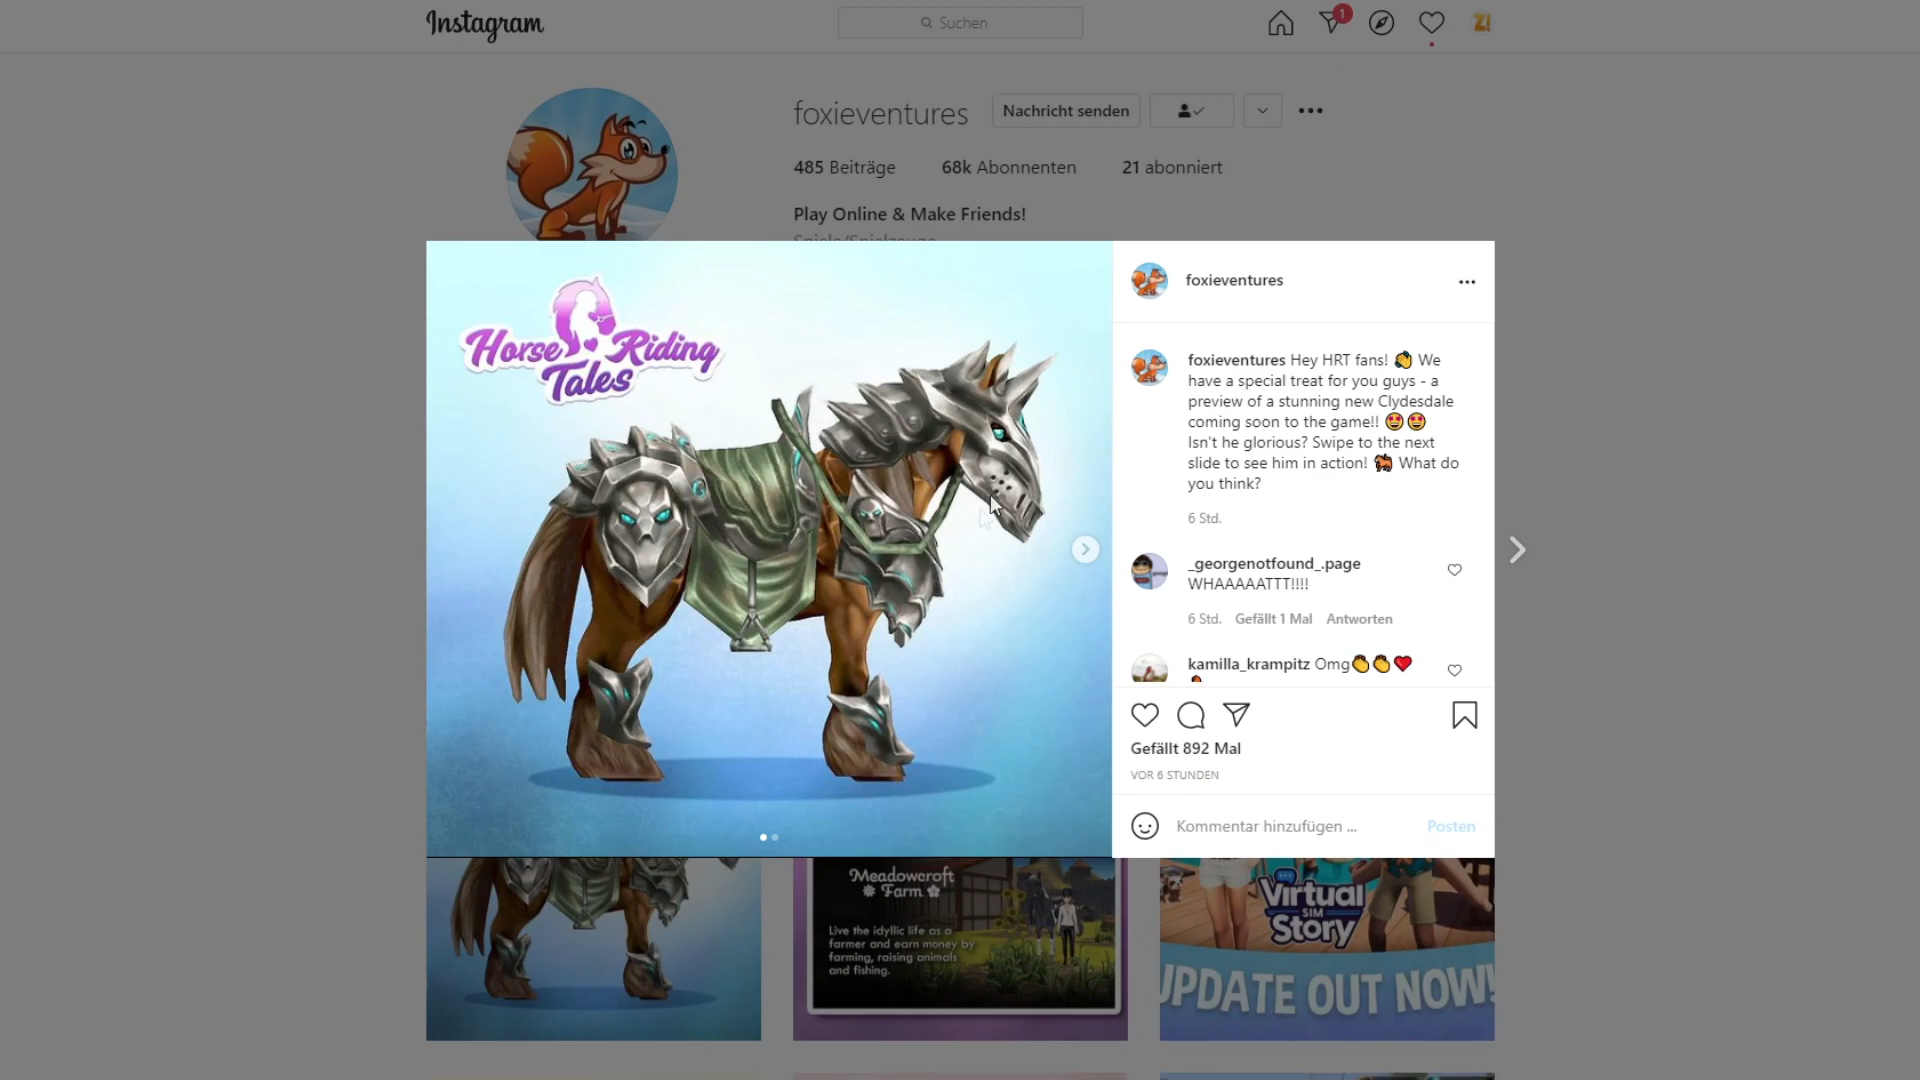 Instagram
Suchen
1
foxieventures
Nachricht senden
485 Beiträge 68k Abonnenten 21 abonniert
Play Online & Make Friends!
Spiele/Spielzeuge
Horse Riding
Tales
foxieventures
foxieventures Hey HRT fans! 👏 We
have a special treat for you guys - a
preview of a stunning new Clydesdale
coming soon to the game!! 🤩🤩
Isn't he glorious? Swipe to the next
slide to see him in action! 🐎 What do
you think?
6 Std.
_georgenotfound_.page
WHAAAAATTT!!!!
6 Std. Gefällt 1 Mal Antworten
kamilla_krampitz Omg👏👏❤️
Gefällt 892 Mal
VOR 6 STUNDEN
Kommentar hinzufügen ... Posten
Meadowcroft
Farm
Live the idyllic life as a
farmer and earn money by
farming, raising animals
and fishing.
Virtual
SIM
Story
UPDATE OUT NOW!